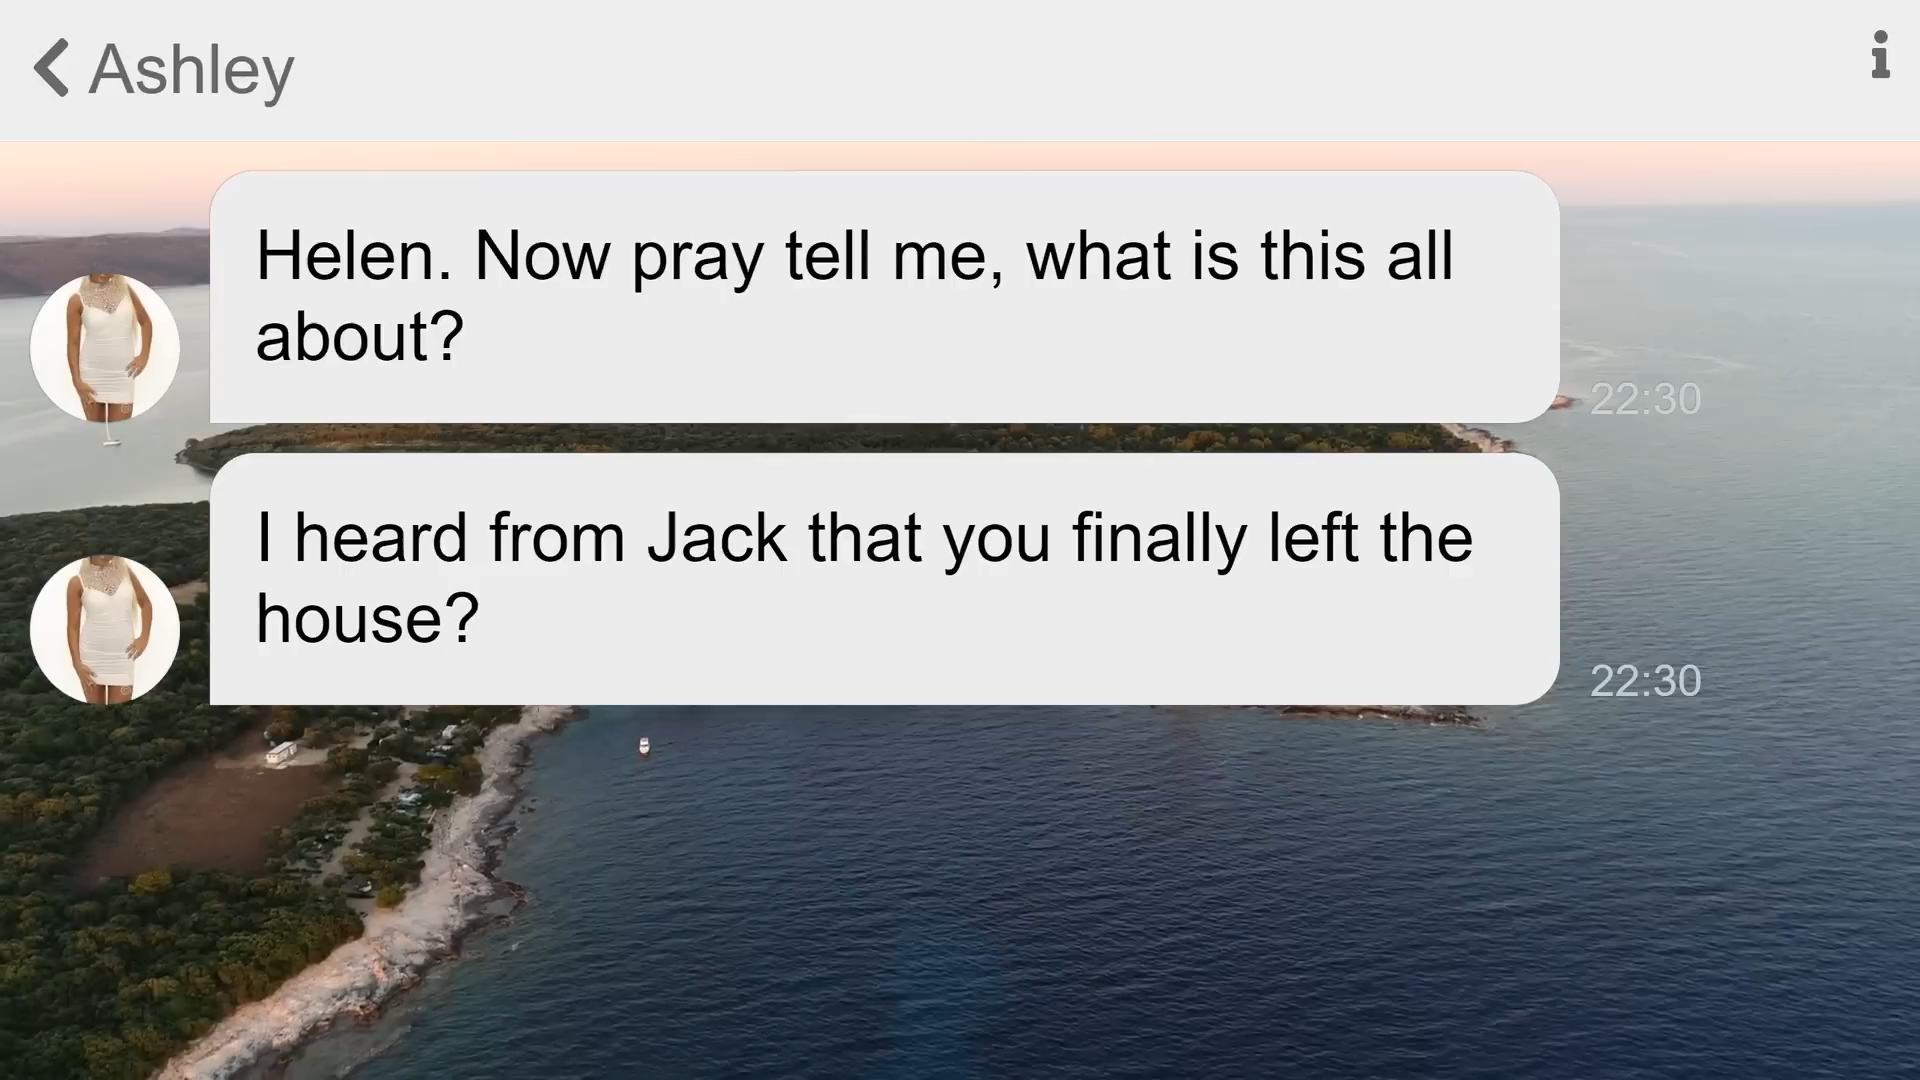 Ashley
Helen. Now pray tell me, what is this all
about?
22:30
I heard from Jack that you finally left the
house?
22:30